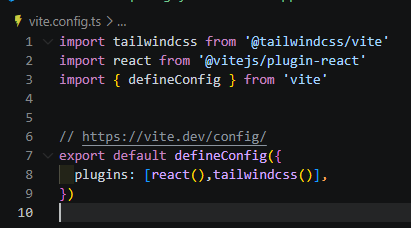 vite.config.ts > ...
1 import tailwindcss from '@tailwindcss/vite'
2 import react from '@vitejs/plugin-react'
3 import { defineConfig } from 'vite'
4
5
6 // https://vite.dev/config/
7 export default defineConfig({
8   plugins: [react(),tailwindcss()],
9 })
10